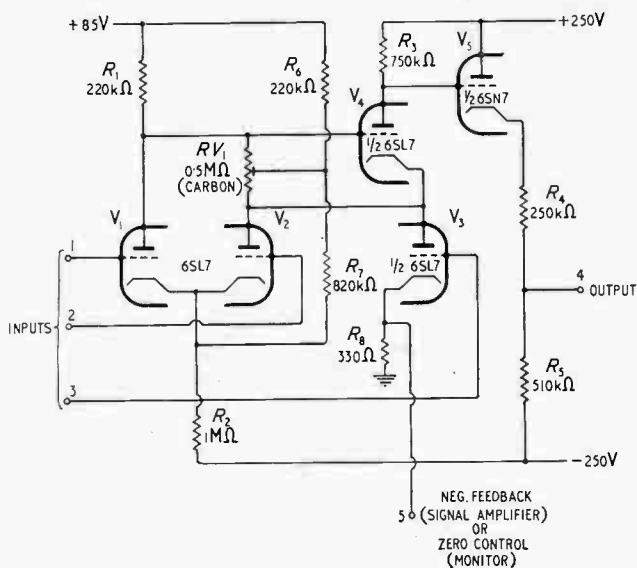 +85V
+250V
R1
220kΩ
R6
220kΩ
R3
750kΩ
V5
V4
½6SN7
½ 6SL7
RV1
0·5MΩ
(CARBON)
R4
250kΩ
V1
V2
V3
1
6SL7
½ 6SL7
R7
820kΩ
4
OUTPUT
INPUTS
2
R8
330Ω
R5
510kΩ
3
R2
1MΩ
−250V
NEG. FEEDBACK
5 (SIGNAL AMPLIFIER)
OR
ZERO CONTROL
(MONITOR)